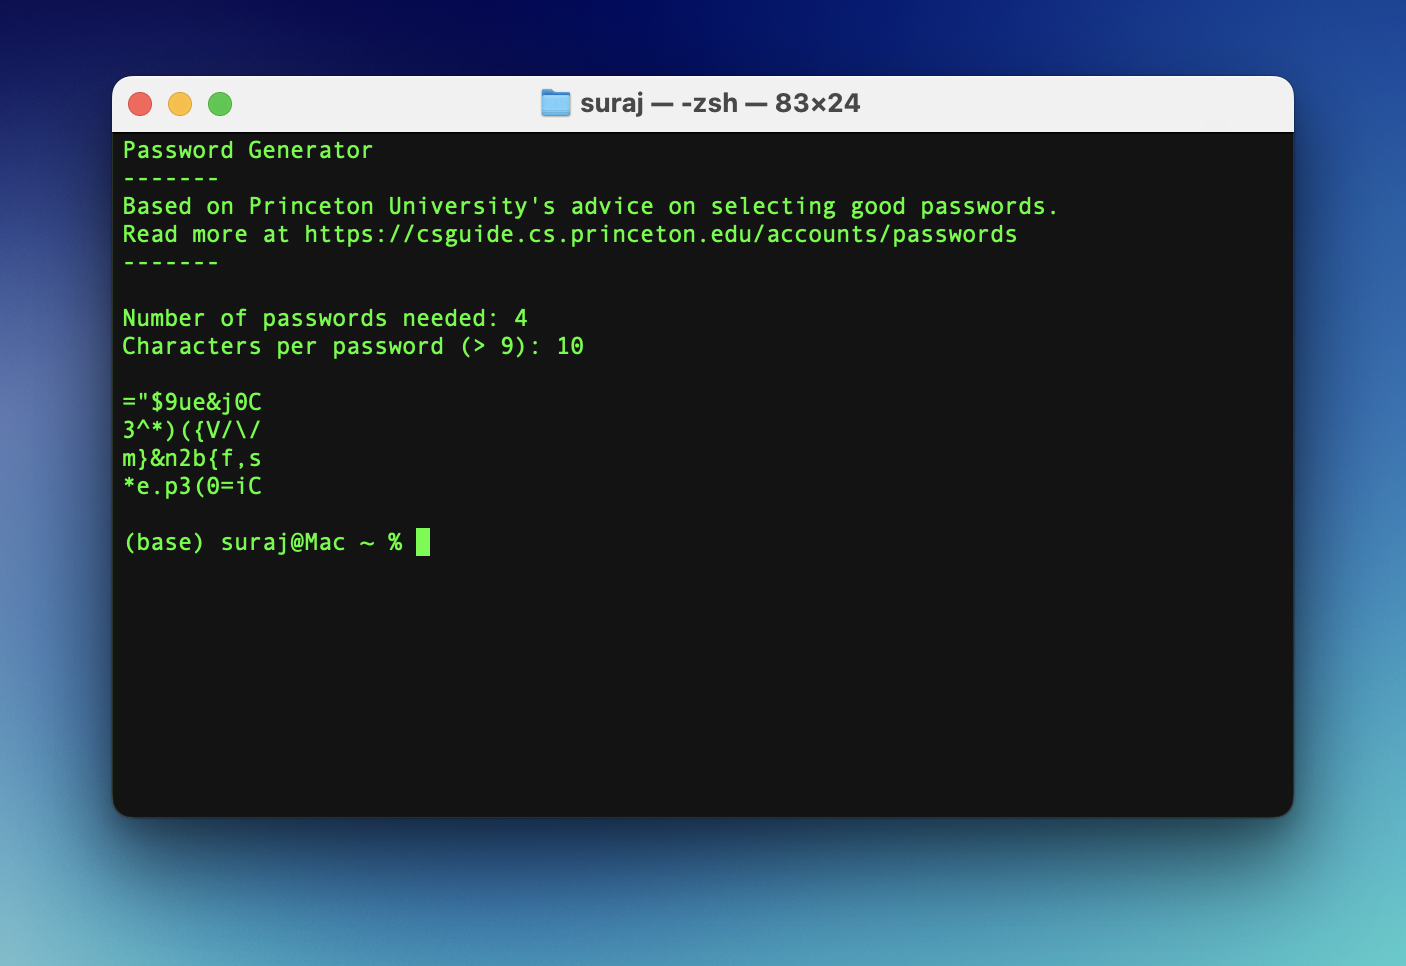 suraj — -zsh — 83×24
Password Generator
-------
Based on Princeton University's advice on selecting good passwords.
Read more at https://csguide.cs.princeton.edu/accounts/passwords
-------
Number of passwords needed: 4
Characters per password (> 9): 10
="$9ue&j0C
3^*)({V/\/
m}&n2b{f,s
*e.p3(0=iC
(base) suraj@Mac ~ %